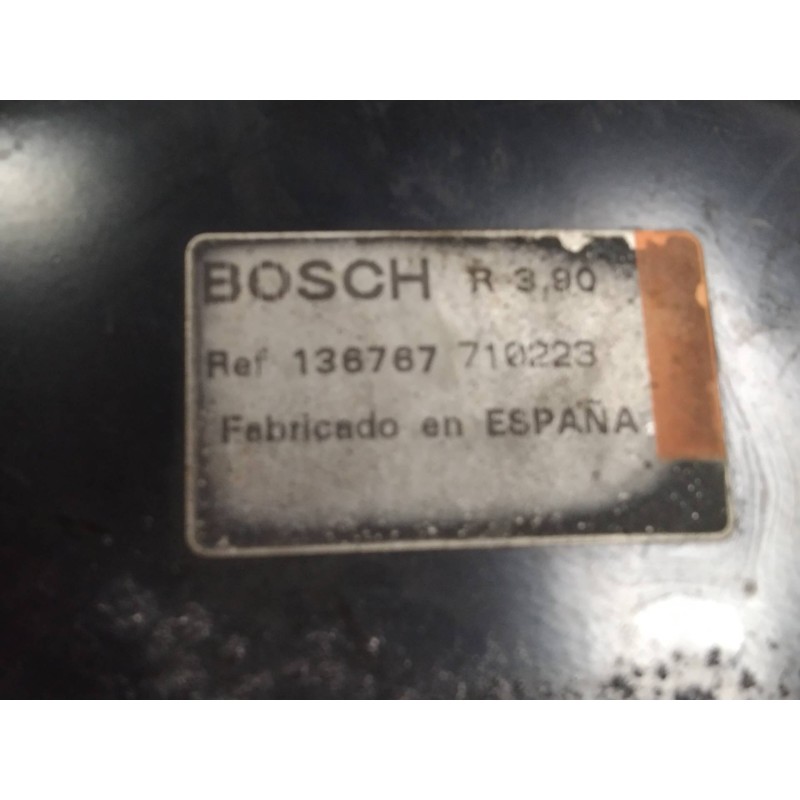 BOSCH R 3,90
Ref 136767 710223
Fabricado en ESPAÑA